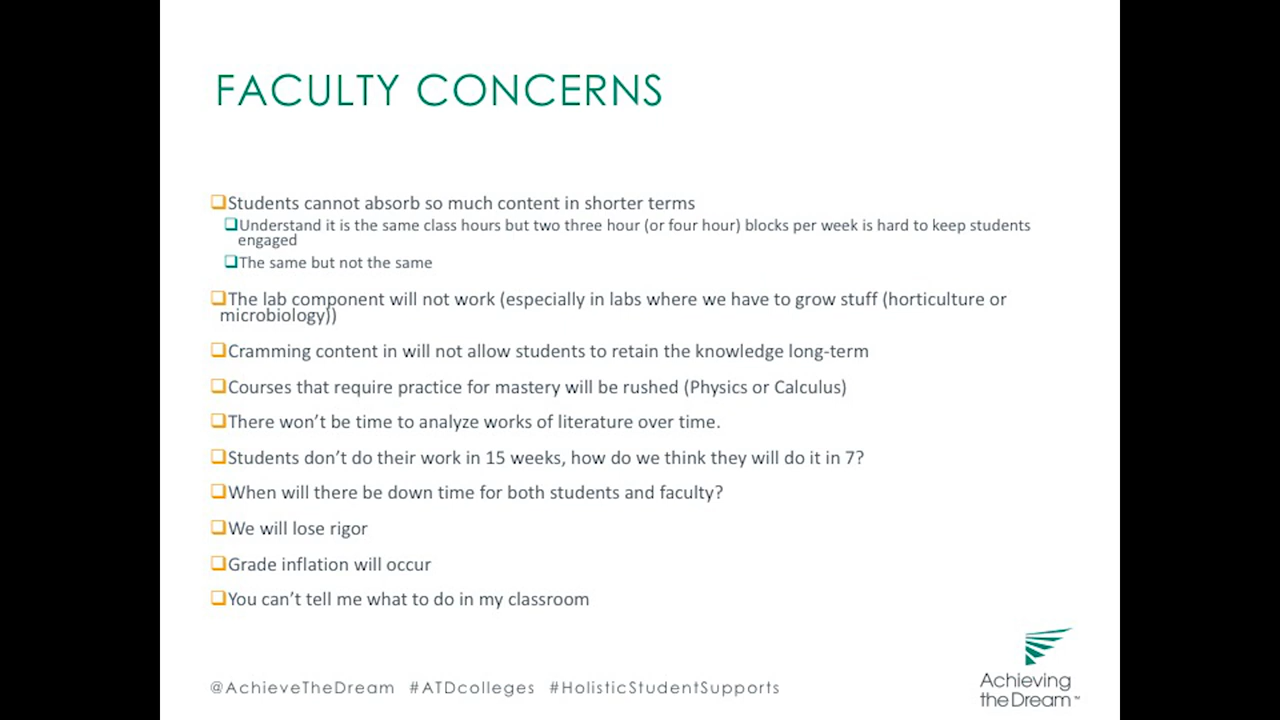 FACULTY CONCERNS
Students cannot absorb so much content in shorter terms
Understand it is the same class hours but two three hour (or four hour) blocks per week is hard to keep students
engaged
The same but not the same
The lab component will not work (especially in labs where we have to grow stuff (horticulture or
microbiology))
Cramming content in will not allow students to retain the knowledge long-term
Courses that require practice for mastery will be rushed (Physics or Calculus)
There won’t be time to analyze works of literature over time.
Students don’t do their work in 15 weeks, how do we think they will do it in 7?
When will there be down time for both students and faculty?
We will lose rigor
Grade inflation will occur
You can’t tell me what to do in my classroom
@AchieveTheDream #ATDcolleges #HolisticStudentSupports
Achieving
the Dream™